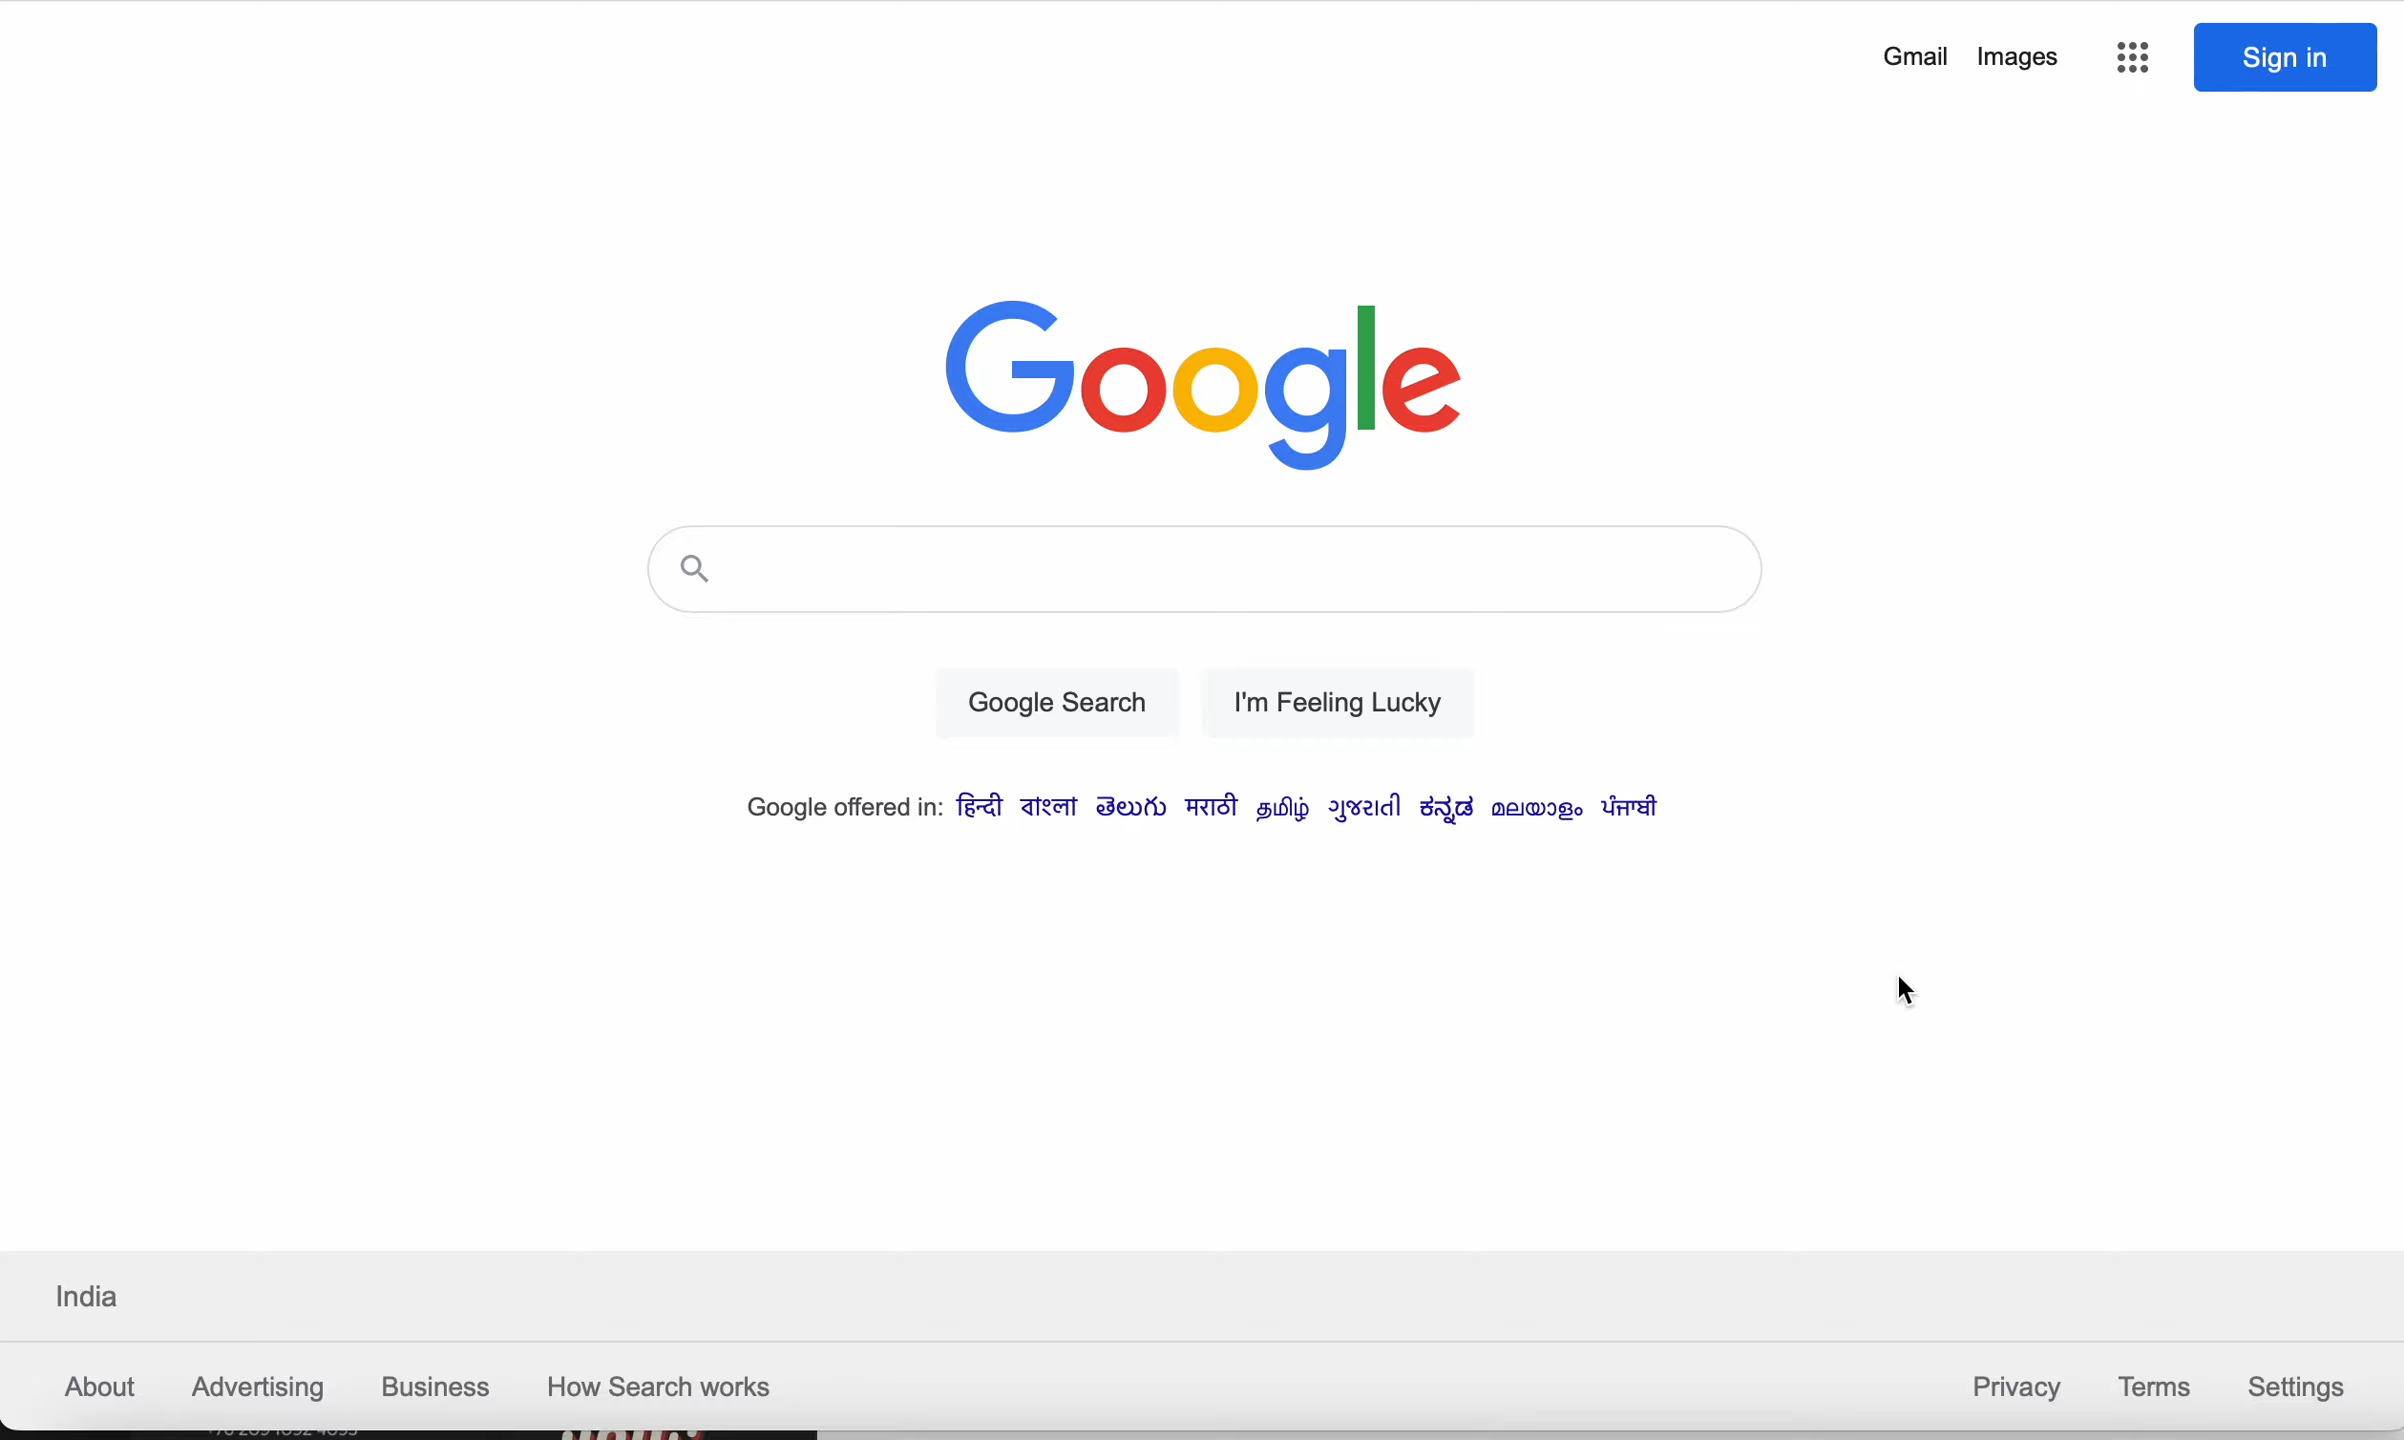 Gmail Images Sign in
Google
Google Search I'm Feeling Lucky
Google offered in: हिन्दी বাংলা తెలుగు मराठी தமிழ் ગુજરાતી ಕನ್ನಡ മലയാളം ਪੰਜਾਬੀ
India
About Advertising Business How Search works Privacy Terms Settings